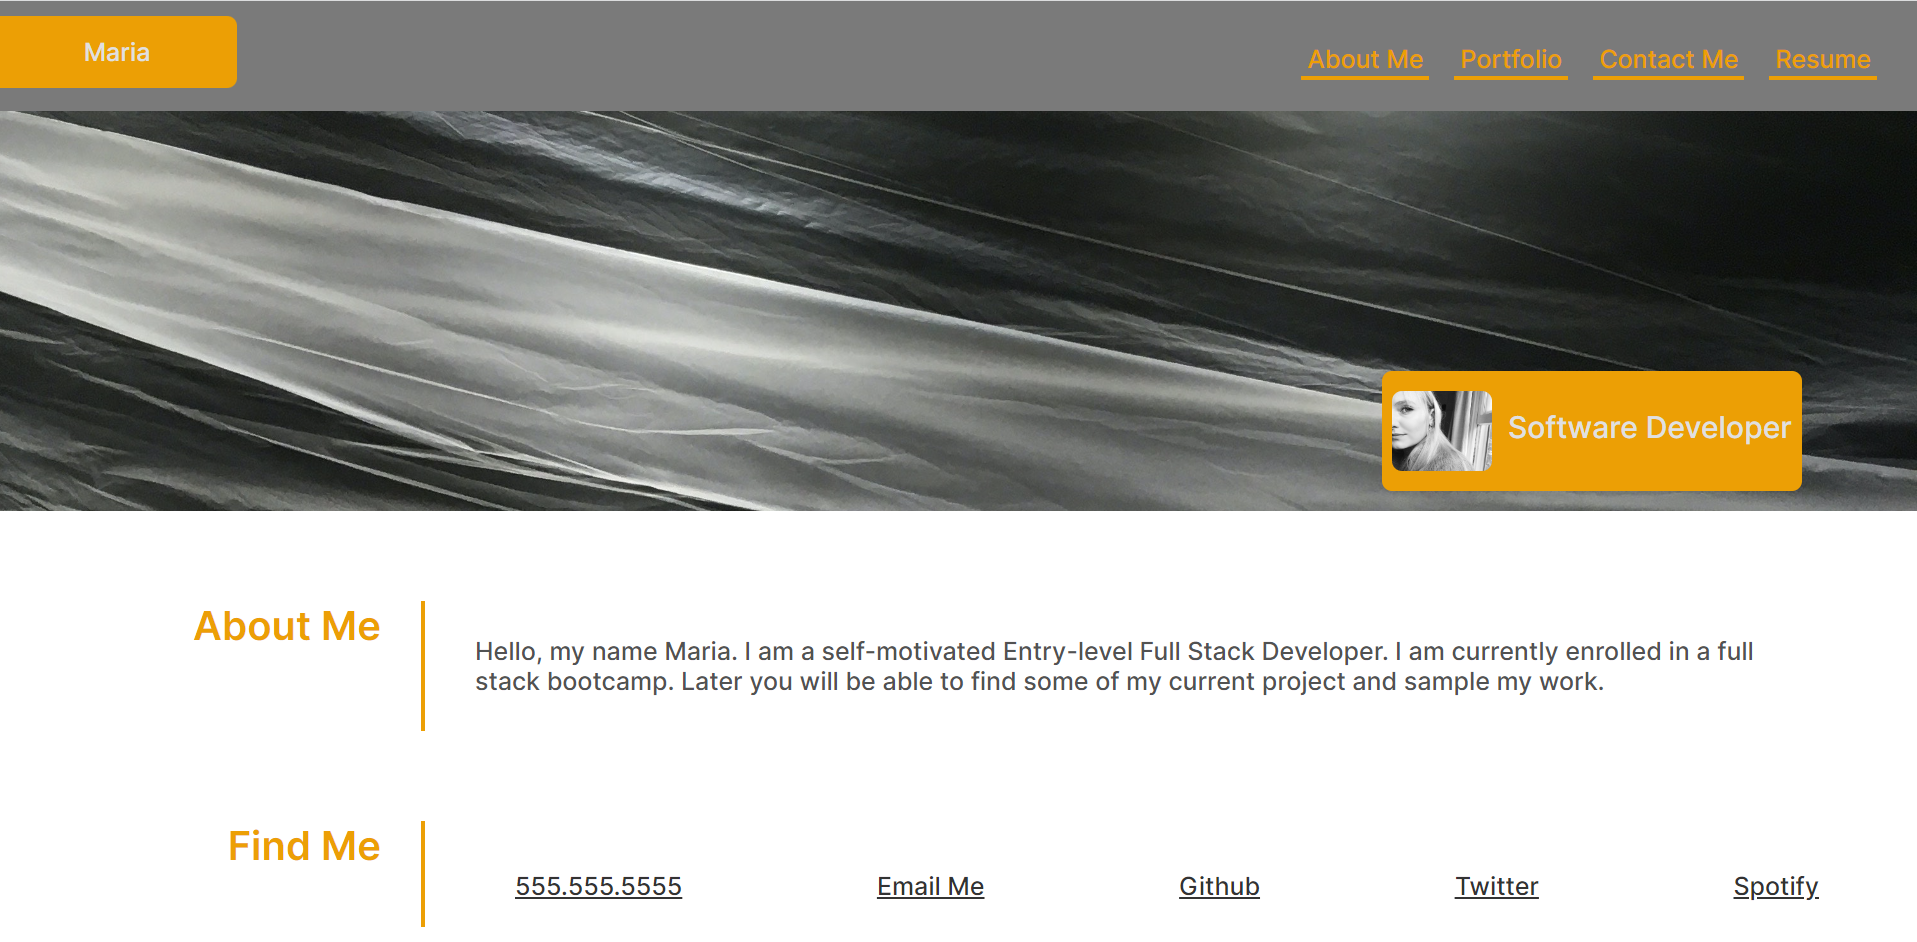 Maria
About Me Portfolio Contact Me Resume
Software Developer
About Me
Hello, my name Maria. I am a self-motivated Entry-level Full Stack Developer. I am currently enrolled in a full
stack bootcamp. Later you will be able to find some of my current project and sample my work.
Find Me
555.555.5555 Email Me Github Twitter Spotify